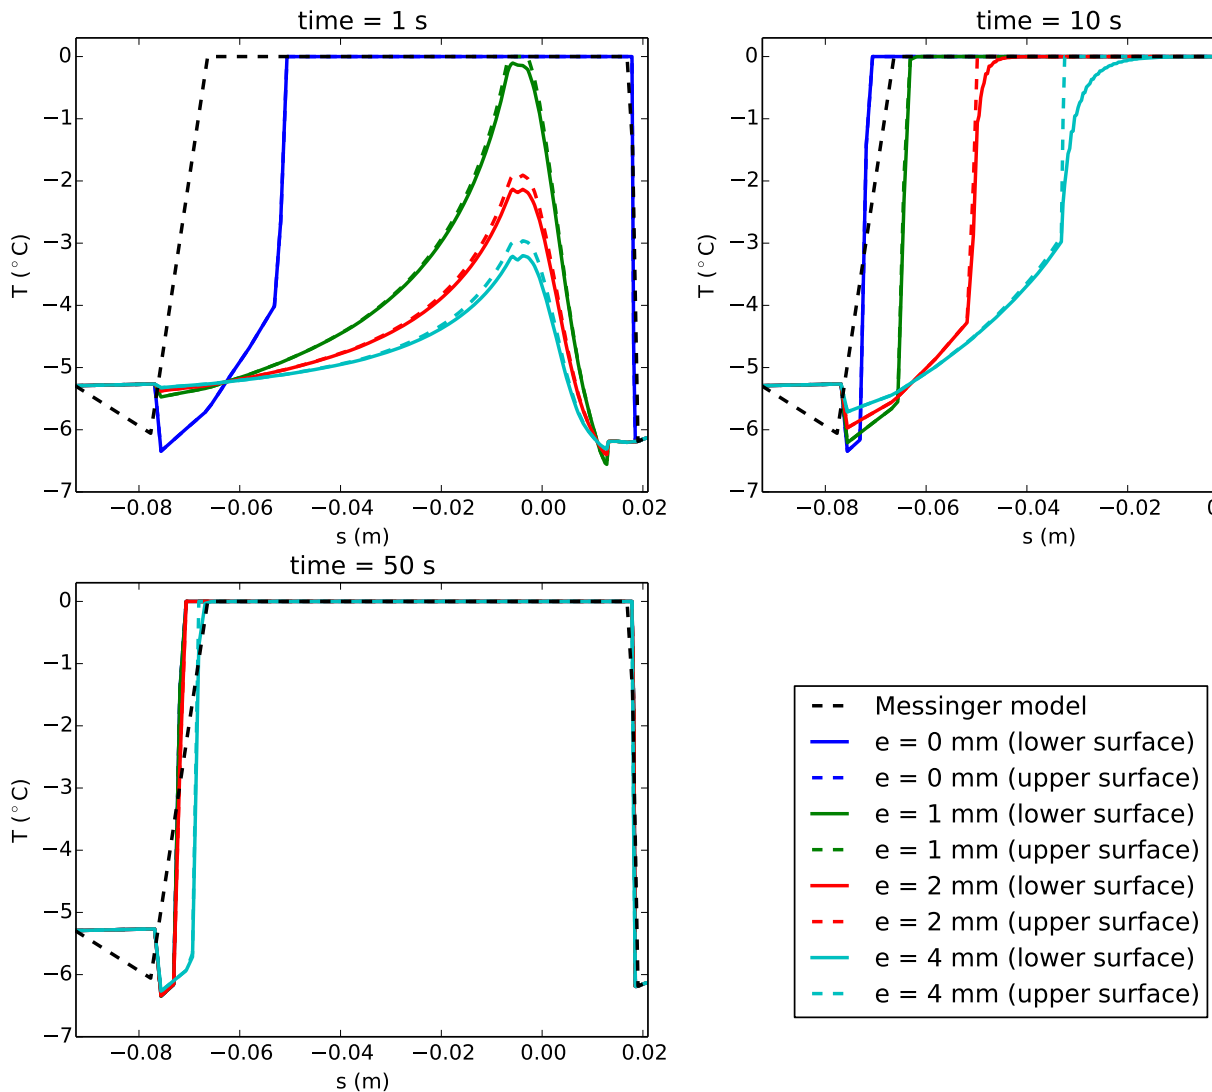 time = 1 s
0
−1
−2
−3
−4
−5
−6
−7
T (°C)
−0.08 −0.06 −0.04 −0.02 0.00 0.02
s (m)
time = 10 s
0
−1
−2
−3
−4
−5
−6
−7
T (°C)
−0.08 −0.06 −0.04 −0.02 0
s (m)
time = 50 s
0
−1
−2
−3
−4
−5
−6
−7
T (°C)
−0.08 −0.06 −0.04 −0.02 0.00 0.02
s (m)
Messinger model
e = 0 mm (lower surface)
e = 0 mm (upper surface)
e = 1 mm (lower surface)
e = 1 mm (upper surface)
e = 2 mm (lower surface)
e = 2 mm (upper surface)
e = 4 mm (lower surface)
e = 4 mm (upper surface)